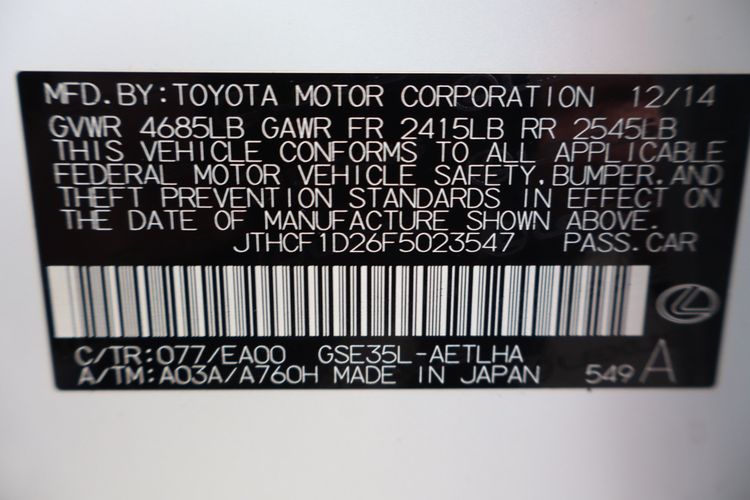 MFD.BY:TOYOTA MOTOR CORPORATION 12/14
GVWR 4685LB GAWR FR 2415LB RR 2545LB
THIS VEHICLE CONFORMS TO ALL APPLICABLE
FEDERAL MOTOR VEHICLE SAFETY,BUMPER,AND
THEFT PREVENTION STANDARDS IN EFFECT ON
THE DATE OF MANUFACTURE SHOWN ABOVE.
JTHCF1D26F5023547 PASS.CAR
C/TR:077/EA00 GSE35L-AETLHA
A/TM:A03A/A760H MADE IN JAPAN 549 A